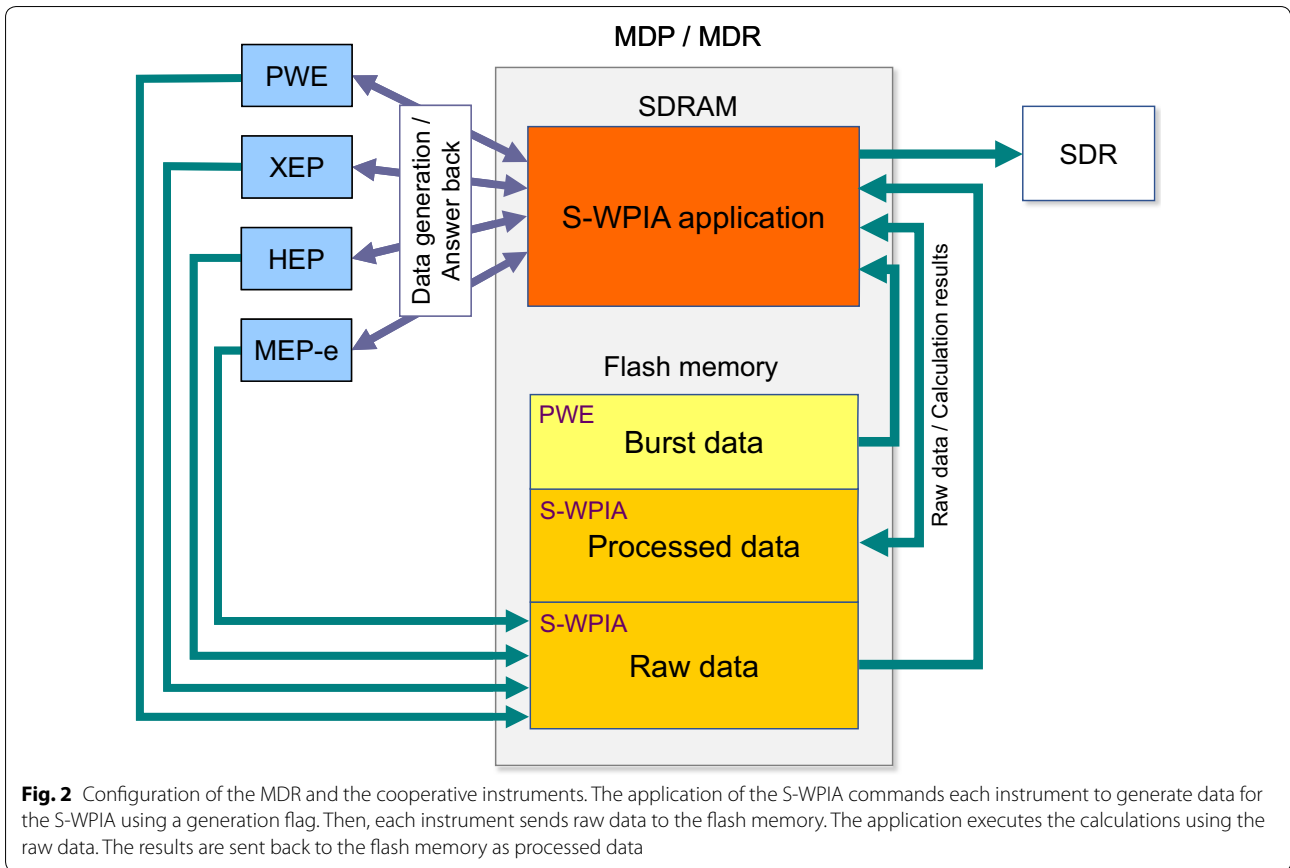 MDP / MDR
PWE
XEP
HEP
MEP-e
Data generation /
Answer back
SDRAM
S-WPIA application
SDR
Flash memory
PWE
Burst data
S-WPIA
Processed data
S-WPIA
Raw data
Raw data / Calculation results
Fig. 2 Configuration of the MDR and the cooperative instruments. The application of the S-WPIA commands each instrument to generate data for
the S-WPIA using a generation flag. Then, each instrument sends raw data to the flash memory. The application executes the calculations using the
raw data. The results are sent back to the flash memory as processed data